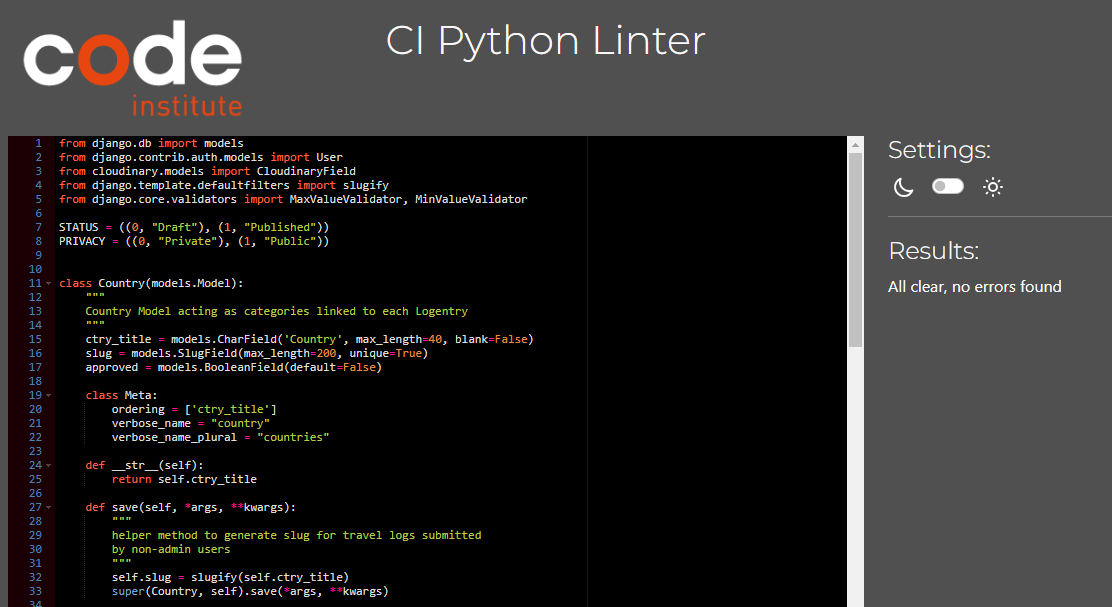 code
institute
CI Python Linter
1 from django.db import models
2 from django.contrib.auth.models import User
3 from cloudinary.models import CloudinaryField
4 from django.template.defaultfilters import slugify
5 from django.core.validators import MaxValueValidator, MinValueValidator
6
7 STATUS = ((0, "Draft"), (1, "Published"))
8 PRIVACY = ((0, "Private"), (1, "Public"))
9
10
11 class Country(models.Model):
12     """
13     Country Model acting as categories linked to each Logentry
14     """
15     ctry_title = models.CharField('Country', max_length=40, blank=False)
16     slug = models.SlugField(max_length=200, unique=True)
17     approved = models.BooleanField(default=False)
18
19     class Meta:
20         ordering = ['ctry_title']
21         verbose_name = "country"
22         verbose_name_plural = "countries"
23
24     def __str__(self):
25         return self.ctry_title
26
27     def save(self, *args, **kwargs):
28         """
29         helper method to generate slug for travel logs submitted
30         by non-admin users
31         """
32         self.slug = slugify(self.ctry_title)
33         super(Country, self).save(*args, **kwargs)
34
Settings:
Results:
All clear, no errors found